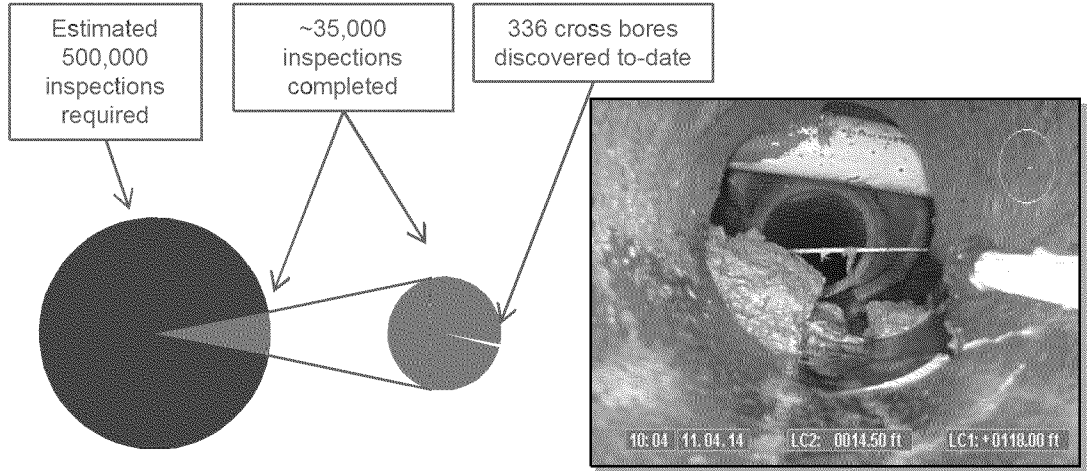 Estimated
500,000
inspections
required
~35,000
inspections
completed
336 cross bores
discovered to-date
10:04 11.04.14 LC2: 0014.50 ft LC1: +0118.00 ft